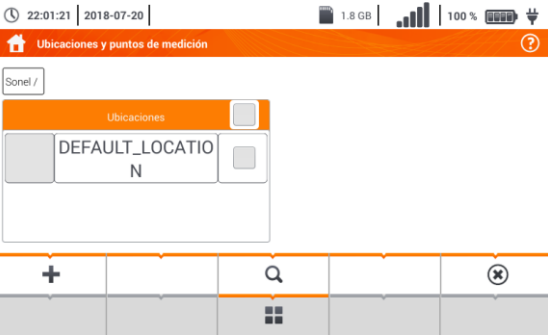 22:01:21 2018-07-20 1.8 GB 100 %
Ubicaciones y puntos de medición
Sonel /
Ubicaciones
DEFAULT_LOCATIO
N